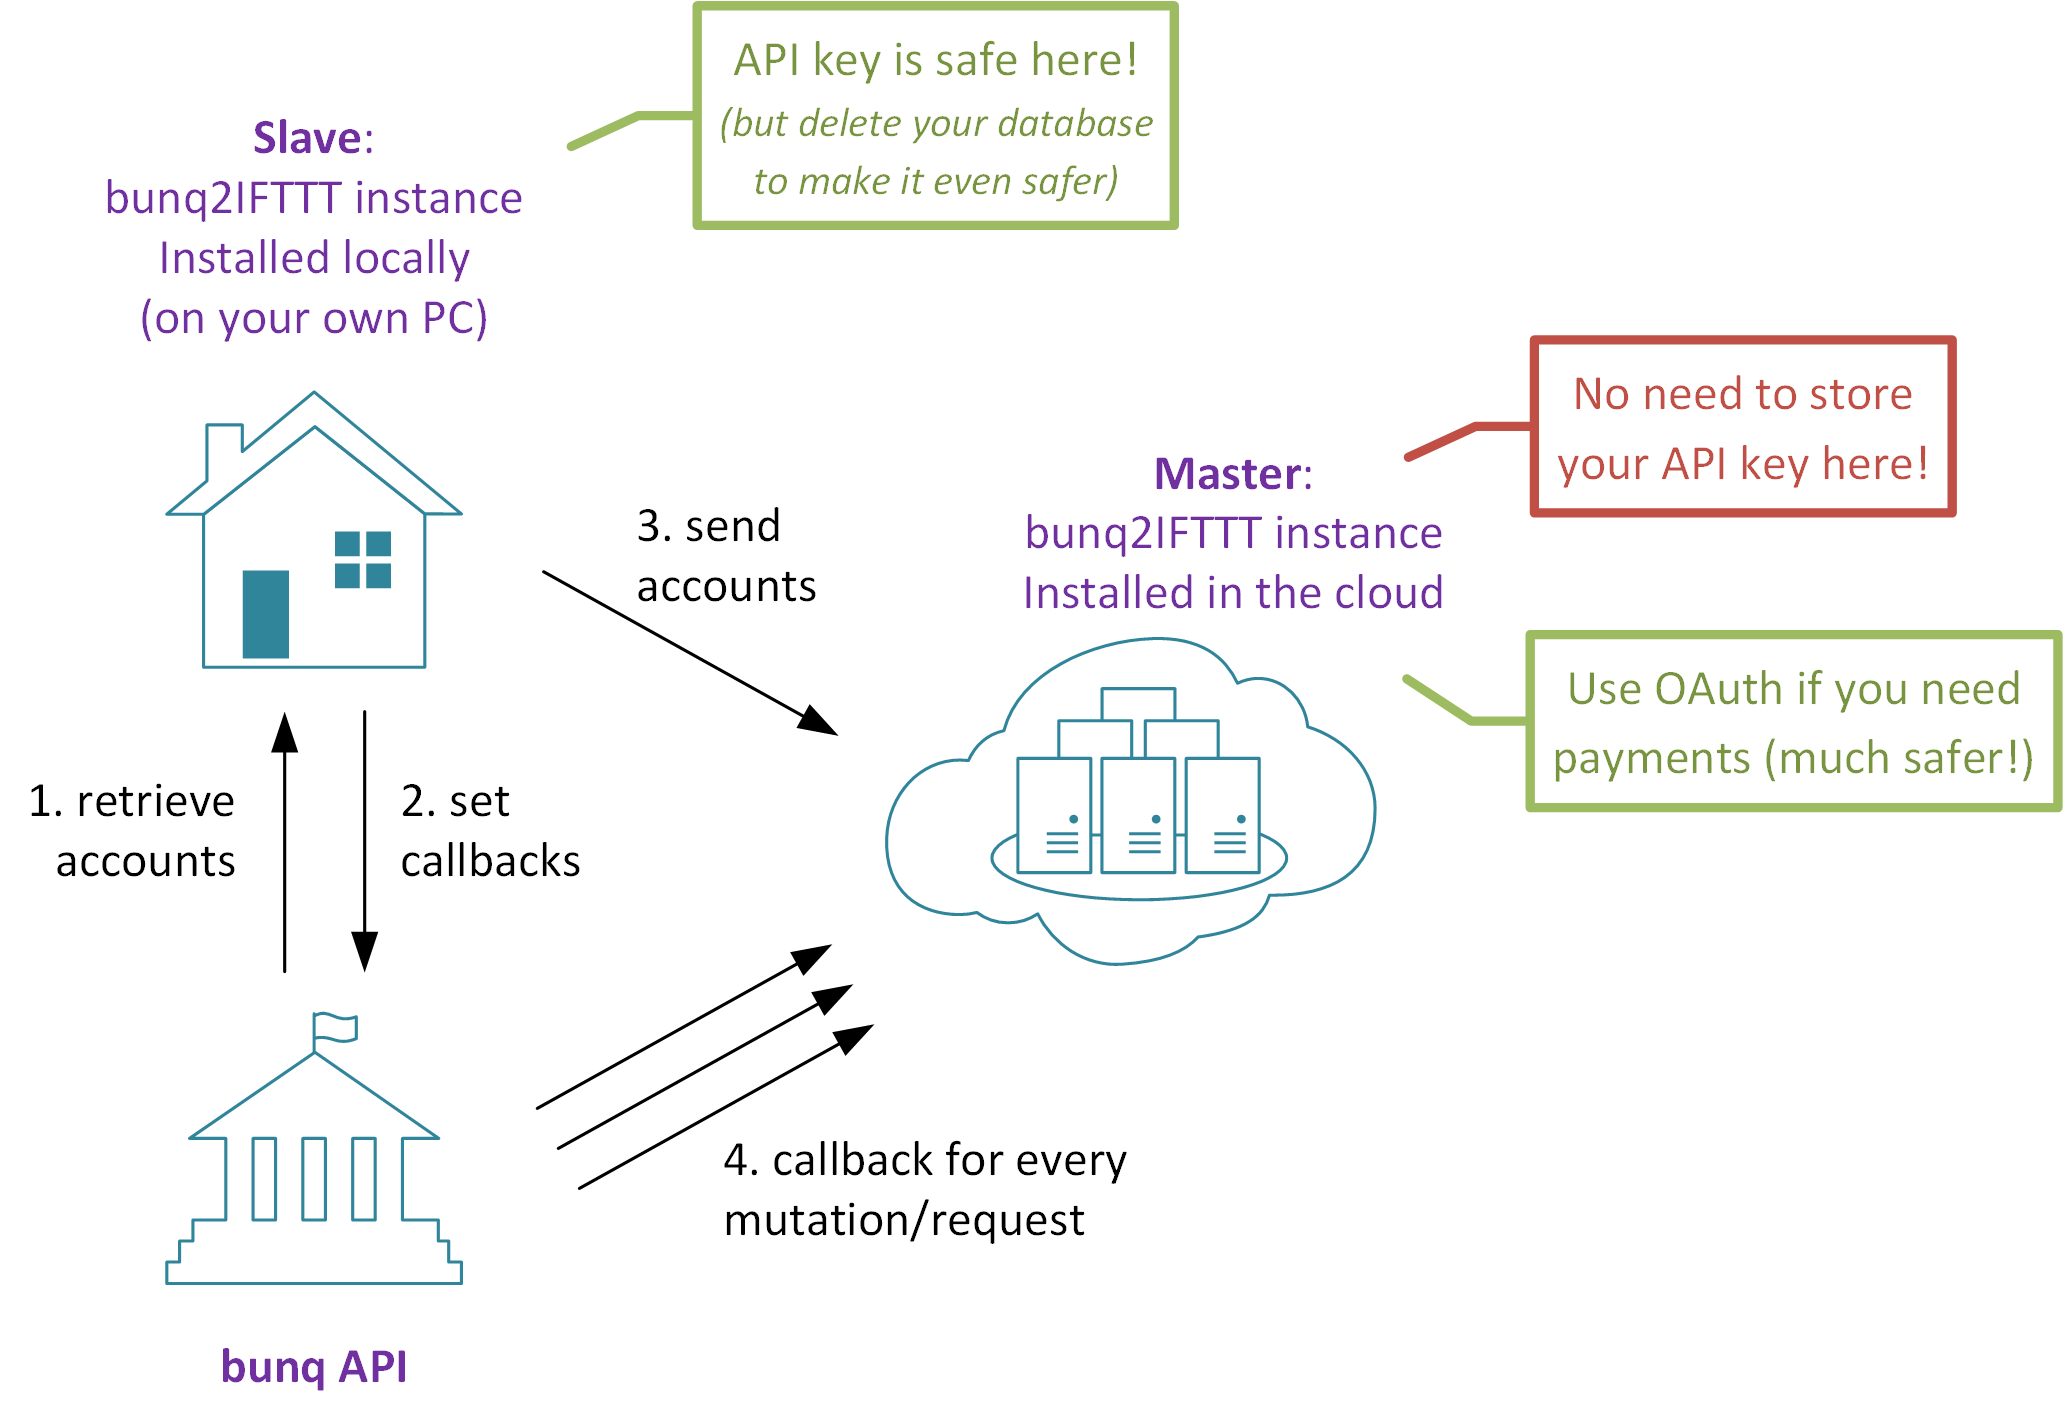 API key is safe here!
(but delete your database
to make it even safer)
Slave:
bunq2IFTTT instance
Installed locally
(on your own PC)
No need to store
your API key here!
Master:
bunq2IFTTT instance
Installed in the cloud
3. send
accounts
Use OAuth if you need
payments (much safer!)
1. retrieve
accounts
2. set
callbacks
4. callback for every
mutation/request
bunq API